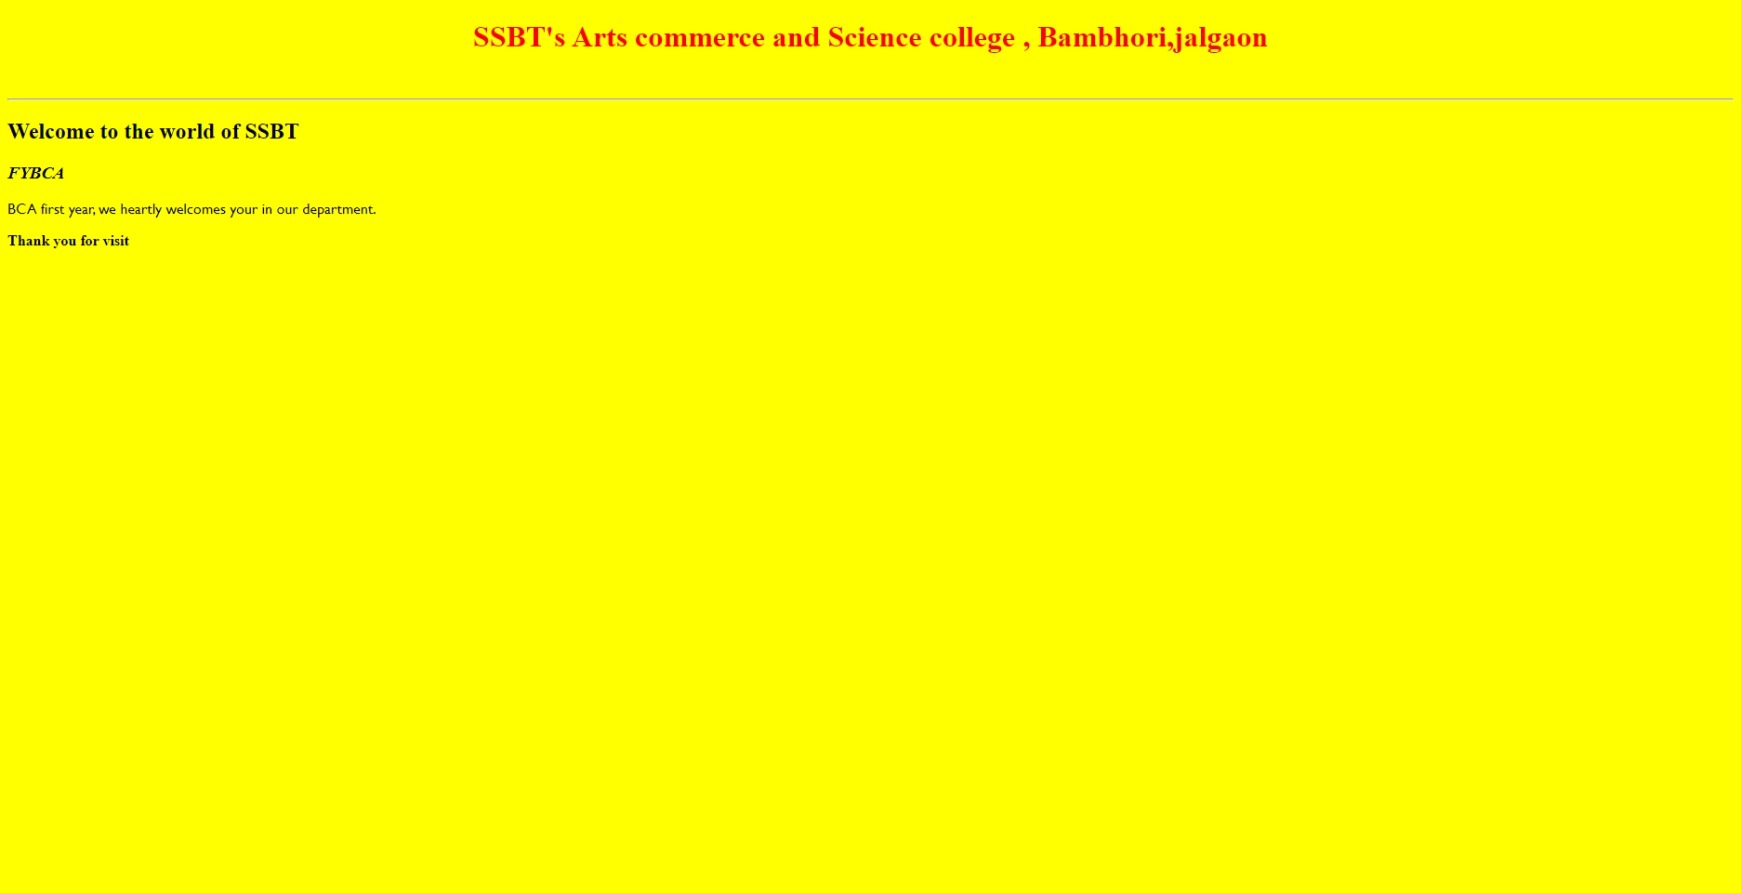 SSBT's Arts commerce and Science college , Bambhori,jalgaon
Welcome to the world of SSBT
FYBCA
BCA first year, we heartly welcomes your in our department.
Thank you for visit